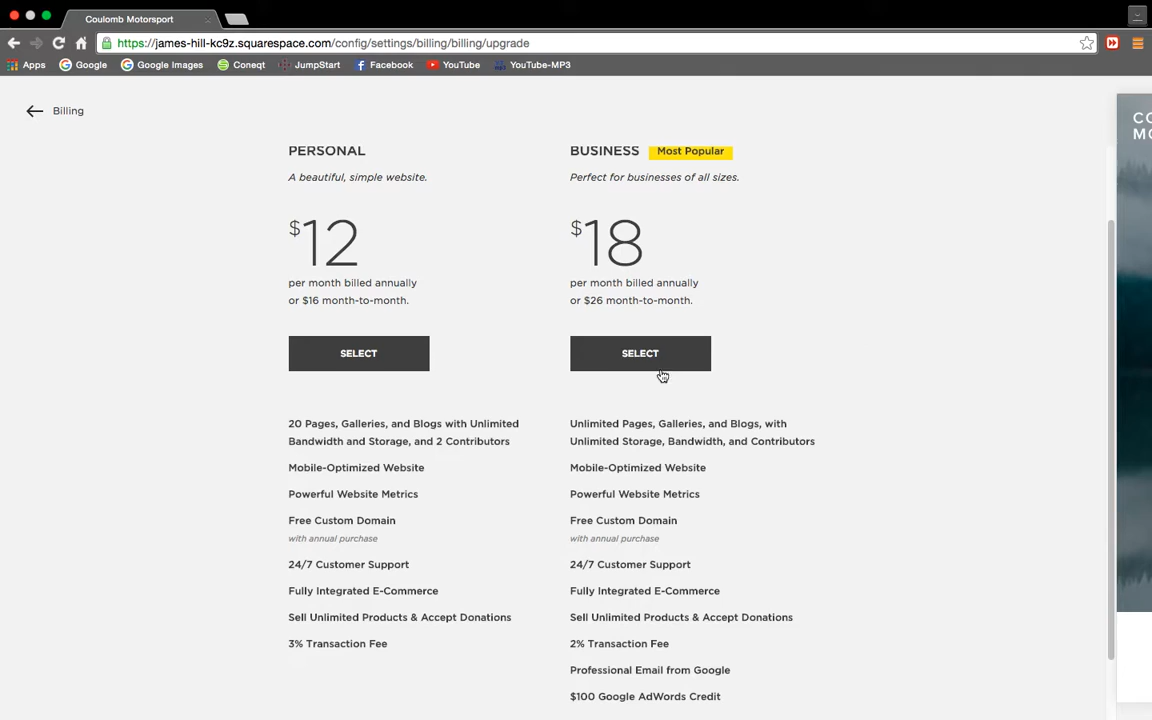 Coulomb Motorsport
https://james-hill-kc9z.squarespace.com/config/settings/billing/billing/upgrade
Apps Google Google Images Coneqt JumpStart Facebook YouTube YouTube-MP3
Billing
PERSONAL
A beautiful, simple website.
$12
per month billed annually
or $16 month-to-month.
SELECT
20 Pages, Galleries, and Blogs with Unlimited
Bandwidth and Storage, and 2 Contributors
Mobile-Optimized Website
Powerful Website Metrics
Free Custom Domain
with annual purchase
24/7 Customer Support
Fully Integrated E-Commerce
Sell Unlimited Products & Accept Donations
3% Transaction Fee
BUSINESS Most Popular
Perfect for businesses of all sizes.
$18
per month billed annually
or $26 month-to-month.
SELECT
Unlimited Pages, Galleries, and Blogs, with
Unlimited Storage, Bandwidth, and Contributors
Mobile-Optimized Website
Powerful Website Metrics
Free Custom Domain
with annual purchase
24/7 Customer Support
Fully Integrated E-Commerce
Sell Unlimited Products & Accept Donations
2% Transaction Fee
Professional Email from Google
$100 Google AdWords Credit
CO
MO